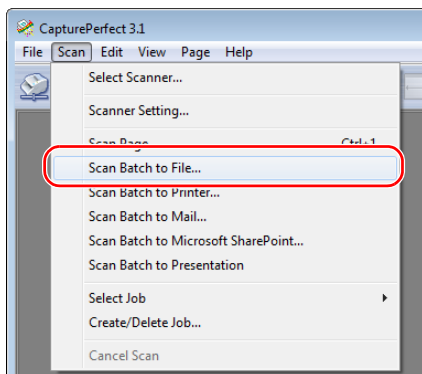 CapturePerfect 3.1
File Scan Edit View Page Help
Select Scanner...
Scanner Setting...
Scan Page Ctrl+1
Scan Batch to File...
Scan Batch to Printer...
Scan Batch to Mail...
Scan Batch to Microsoft SharePoint...
Scan Batch to Presentation
Select Job
Create/Delete Job...
Cancel Scan